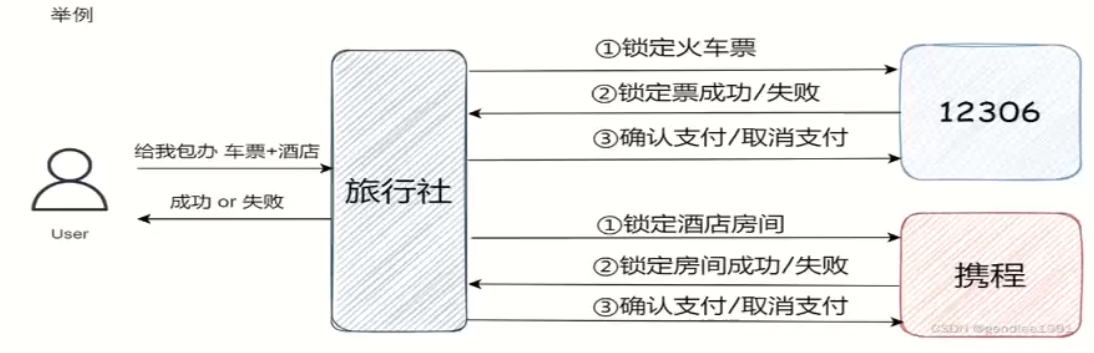 举例
给我包办 车票+酒店
成功 or 失败
User
旅行社
①锁定火车票
②锁定票成功/失败
③确认支付/取消支付
12306
①锁定酒店房间
②锁定房间成功/失败
③确认支付/取消支付
携程
CSDN @gendlee1991